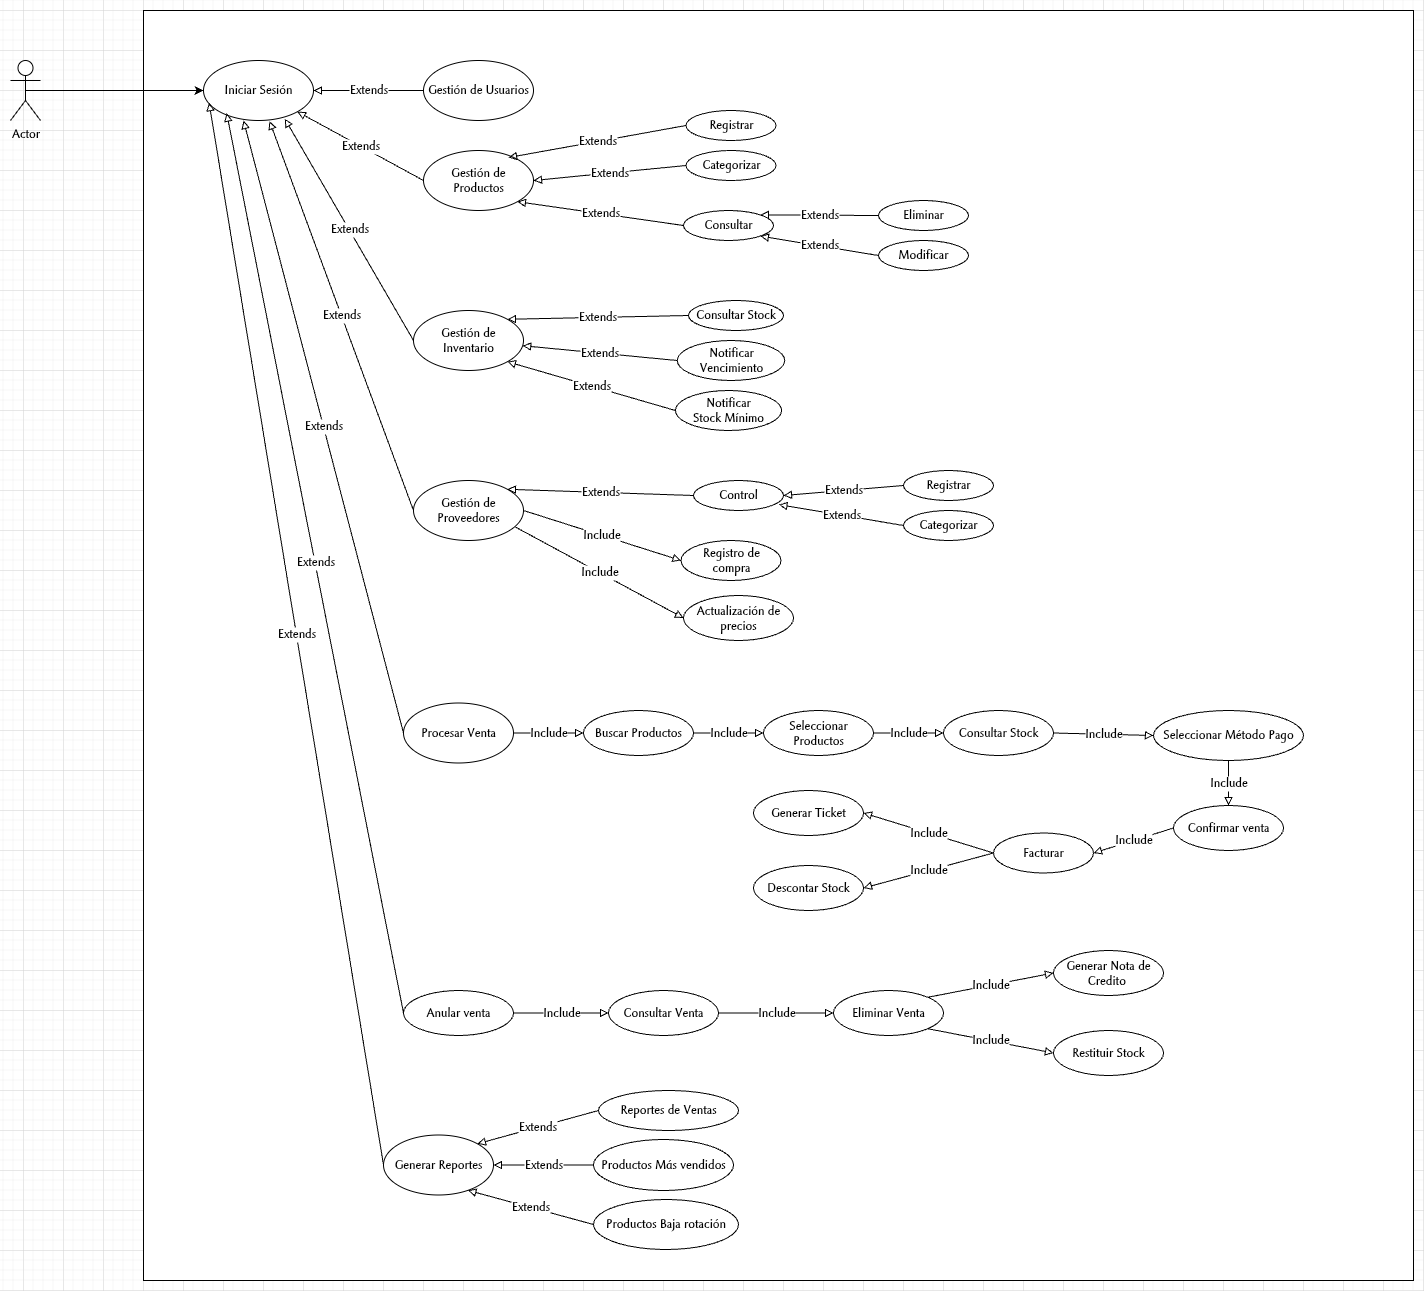 Actor
Iniciar Sesión
Extends
Gestión de Usuarios
Extends
Gestión de
Productos
Extends
Registrar
Extends
Categorizar
Extends
Consultar
Extends
Eliminar
Extends
Modificar
Extends
Gestión de
Inventario
Extends
Consultar Stock
Extends
Notificar
Vencimiento
Extends
Notificar
Stock Mínimo
Extends
Gestión de
Proveedores
Extends
Control
Extends
Registrar
Extends
Categorizar
Include
Registro de
compra
Include
Actualización de
precios
Extends
Procesar Venta
Include
Buscar Productos
Include
Seleccionar
Productos
Include
Consultar Stock
Include
Seleccionar Método Pago
Include
Confirmar venta
Include
Facturar
Include
Generar Ticket
Include
Descontar Stock
Extends
Anular venta
Include
Consultar Venta
Include
Eliminar Venta
Include
Generar Nota de
Credito
Include
Restituir Stock
Extends
Generar Reportes
Extends
Reportes de Ventas
Extends
Productos Más vendidos
Extends
Productos Baja rotación